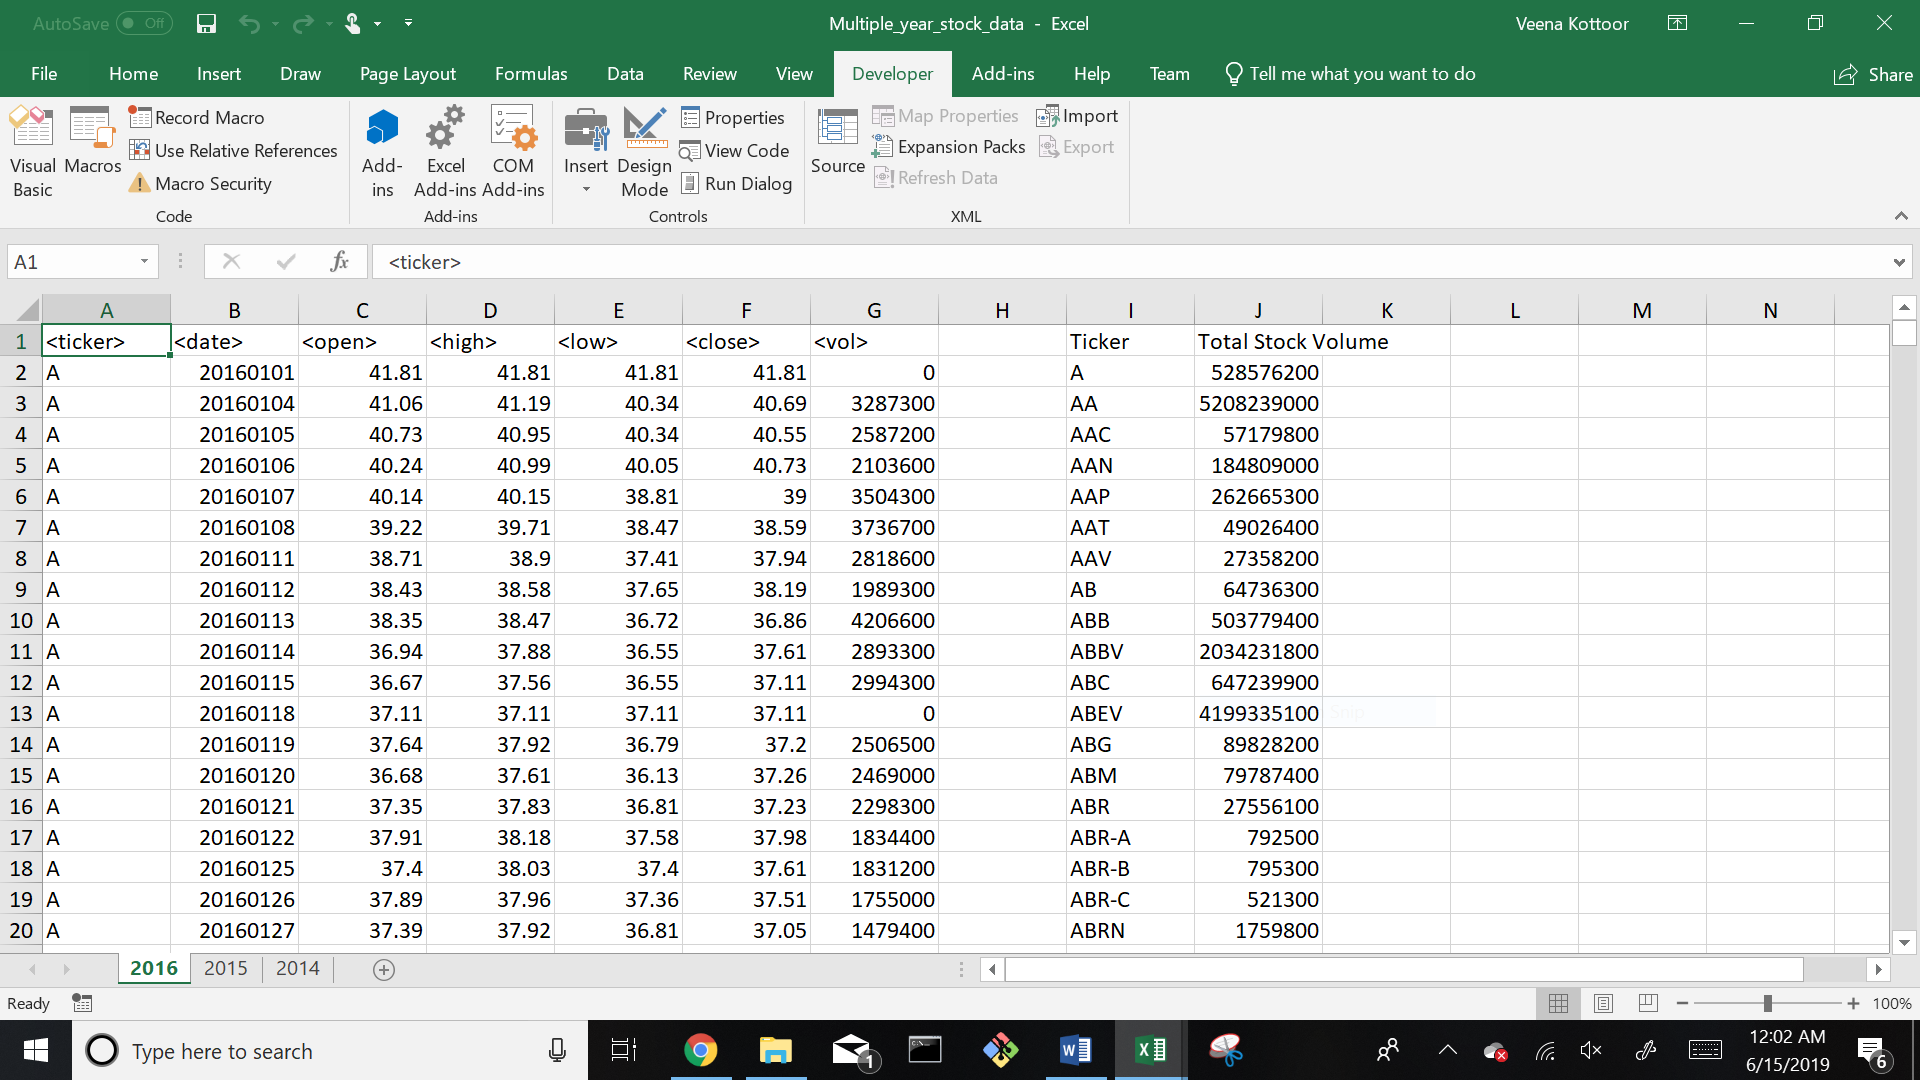 AutoSave Off Multiple_year_stock_data - Excel Veena Kottoor
File Home Insert Draw Page Layout Formulas Data Review View Developer Add-ins Help Team Tell me what you want to do Share
Visual Basic
Macros
Record Macro
Use Relative References
Macro Security
Code
Add-ins
Excel Add-ins
COM Add-ins
Add-ins
Insert
Design Mode
Properties
View Code
Run Dialog
Controls
Source
Map Properties
Expansion Packs
Refresh Data
Import
Export
XML
A1 fx <ticker>
A B C D E F G H I J K L M N
1 <ticker> <date> <open> <high> <low> <close> <vol> Ticker Total Stock Volume
2 A 20160101 41.81 41.81 41.81 41.81 0 A 528576200
3 A 20160104 41.06 41.19 40.34 40.69 3287300 AA 5208239000
4 A 20160105 40.73 40.95 40.34 40.55 2587200 AAC 57179800
5 A 20160106 40.24 40.99 40.05 40.73 2103600 AAN 184809000
6 A 20160107 40.14 40.15 38.81 39 3504300 AAP 262665300
7 A 20160108 39.22 39.71 38.47 38.59 3736700 AAT 49026400
8 A 20160111 38.71 38.9 37.41 37.94 2818600 AAV 27358200
9 A 20160112 38.43 38.58 37.65 38.19 1989300 AB 64736300
10 A 20160113 38.35 38.47 36.72 36.86 4206600 ABB 503779400
11 A 20160114 36.94 37.88 36.55 37.61 2893300 ABBV 2034231800
12 A 20160115 36.67 37.56 36.55 37.11 2994300 ABC 647239900
13 A 20160118 37.11 37.11 37.11 37.11 0 ABEV 4199335100 Snip
14 A 20160119 37.64 37.92 36.79 37.2 2506500 ABG 89828200
15 A 20160120 36.68 37.61 36.13 37.26 2469000 ABM 79787400
16 A 20160121 37.35 37.83 36.81 37.23 2298300 ABR 27556100
17 A 20160122 37.91 38.18 37.58 37.98 1834400 ABR-A 792500
18 A 20160125 37.4 38.03 37.4 37.61 1831200 ABR-B 795300
19 A 20160126 37.89 37.96 37.36 37.51 1755000 ABR-C 521300
20 A 20160127 37.39 37.92 36.81 37.05 1479400 ABRN 1759800
2016 2015 2014
Ready 100%
Type here to search 1 12:02 AM 6
6/15/2019